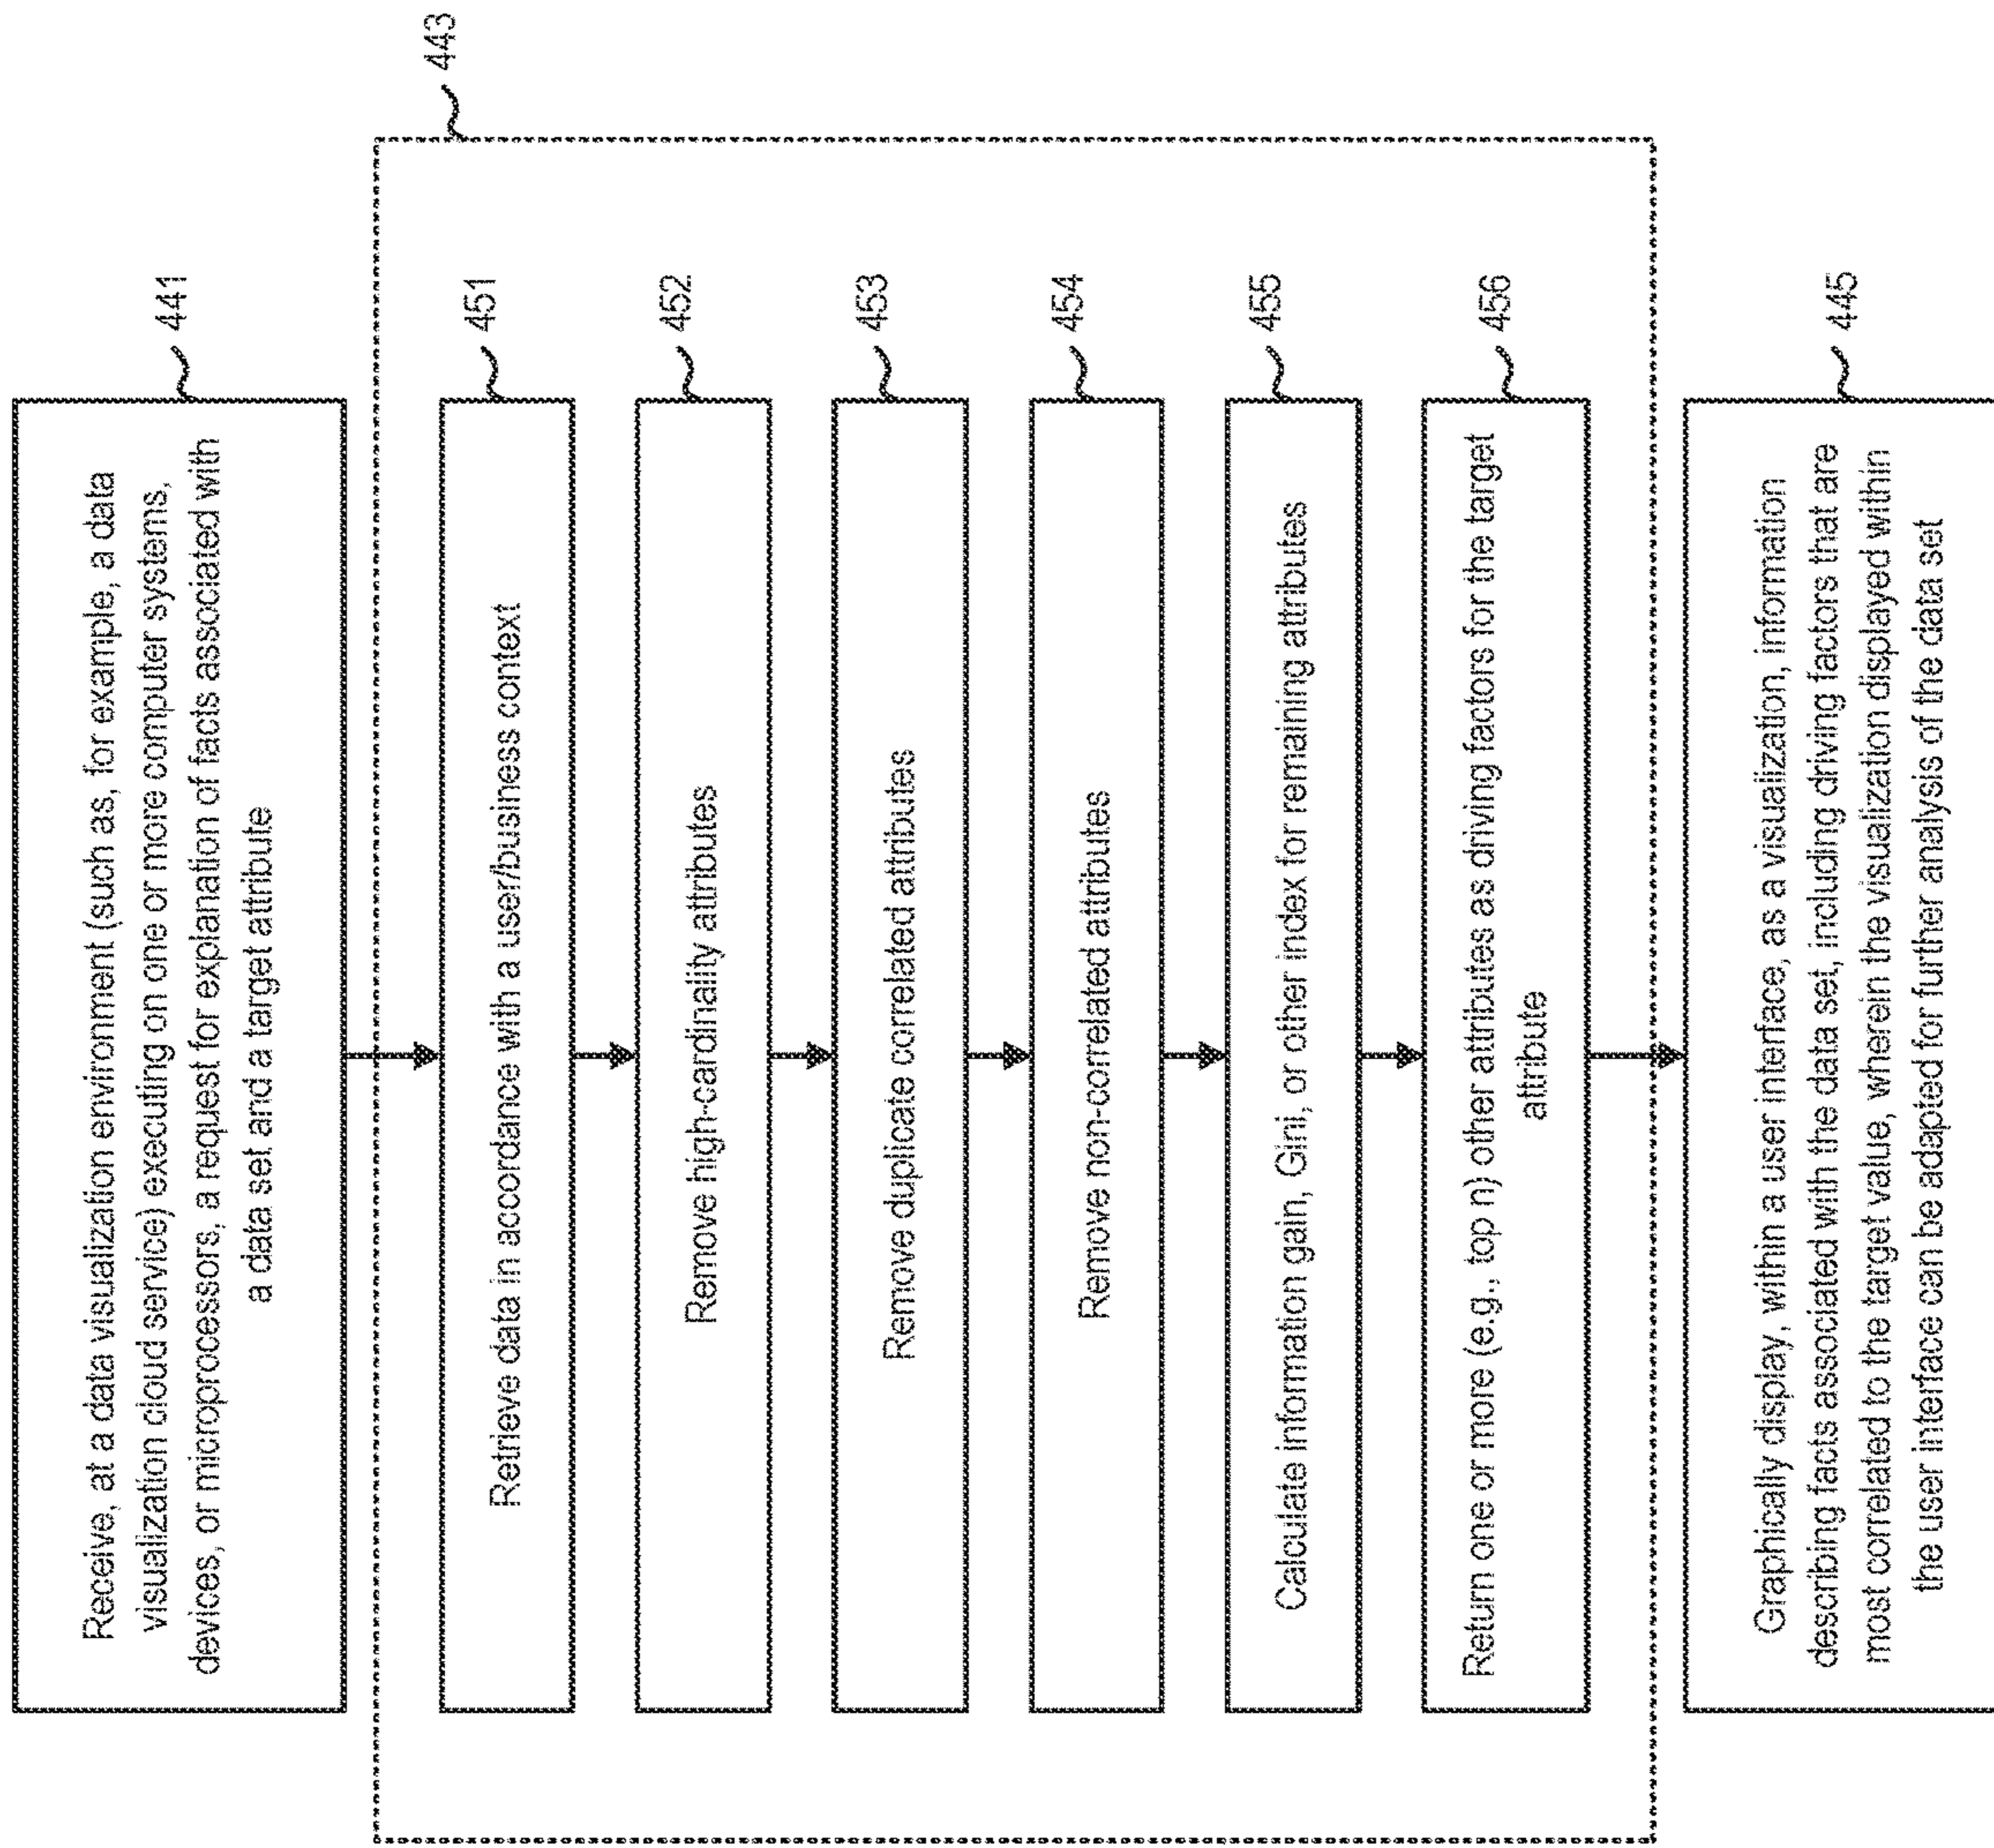 Receive, at a data visualization environment (such as, for example, a data
visualization cloud service) executing on one or more computer systems,
devices, or microprocessors, a request for explanation of facts associated with
a data set and a target attribute
441
443
Retrieve data in accordance with a user/business context
451
Remove high-cardinality attributes
452
Remove duplicate correlated attributes
453
Remove non-correlated attributes
454
Calculate information gain, Gini, or other index for remaining attributes
455
Return one or more (e.g., top n) other attributes as driving factors for the target
attribute
456
Graphically display, within a user interface, as a visualization, information
describing facts associated with the data set, including driving factors that are
most correlated to the target value, wherein the visualization displayed within
the user interface can be adapted for further analysis of the data set
445